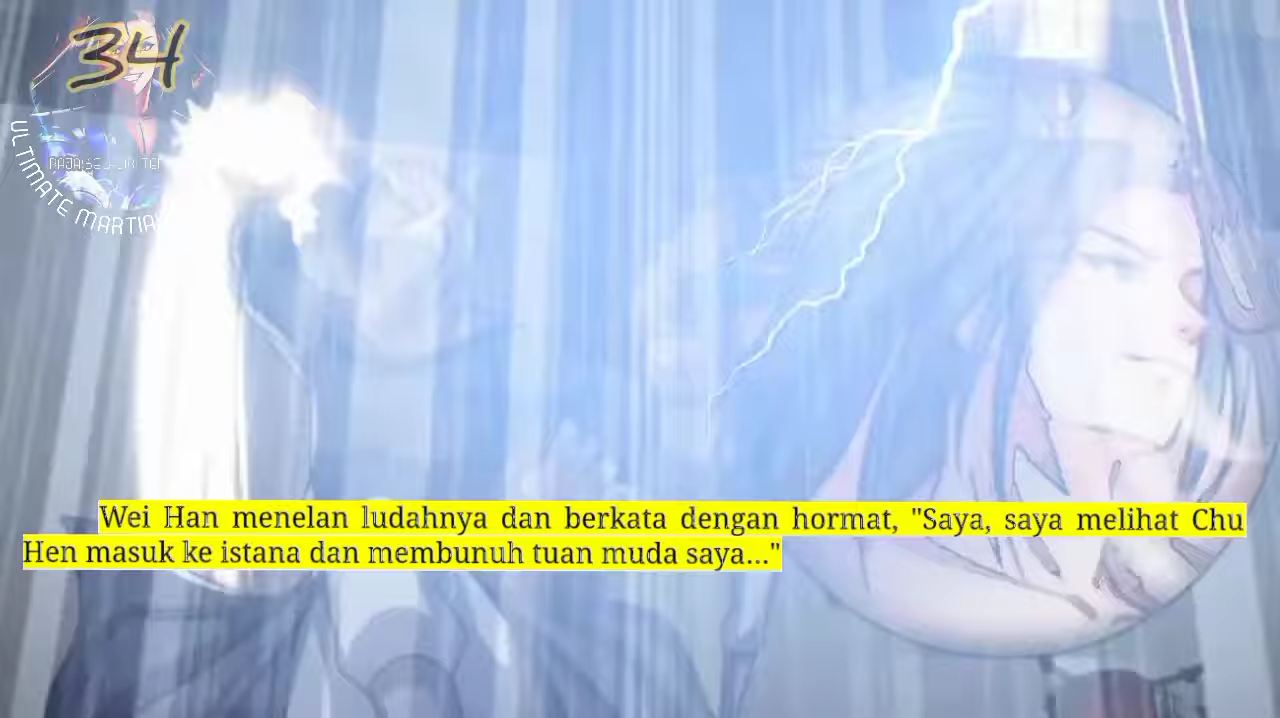 34
ULTIMATE MARTIAL
Wei Han menelan ludahnya dan berkata dengan hormat, "Saya, saya melihat Chu
Hen masuk ke istana dan membunuh tuan muda saya..."